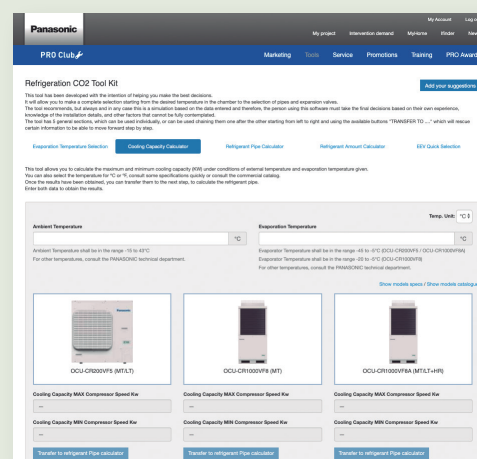 My Account Log o
Panasonic
My project Intervention demand MyHome Ifinder New
PRO Club
Marketing Tools Service Promotions Training PRO Award
Refrigeration CO2 Tool Kit
Add your suggestions
This tool has been developed with the intention of helping you make the best decisions.
It will allow you to make a complete selection starting from the desired temperature in the chamber to the selection of pipes and expansion valves.
The tool recommends, but always and in any case this is a simulation based on the data entered and therefore, the person using this software must take the final decisions based on their own experience,
knowledge of the installation details, and other factors that cannot be fully contemplated.
The tool has 5 general sections, which can be used individually, or can be used chaining them one after the other starting from left to right and using the available buttons "TRANSFER TO ...." which will rescue
certain information to be able to move forward step by step.
Evaporation Temperature Selection Cooling Capacity Calculator Refrigerant Pipe Calculator Refrigerant Amount Calculator EEV Quick Selection
This tool allows you to calculate the maximum and minimum cooling capacity (KW) under conditions of external temperature and evaporation temperature given.
You can also select the temperature for °C or °F, consult some specifications quickly or consult the commercial catalog.
Once the results have been obtained, you can transfer them to the next step, to calculate the refrigerant pipe.
Enter both data to obtain the results.
Temp. Unit: °C
Ambient Temperature Evaporation Temperature
°C °C
Ambient Temperature shall be in the range -15 to 43°C
For other temperatures, consult the PANASONIC technical department.
Evaporator Temperature shall be in the range -45 to -5°C (OCU-CR200VF5 / OCU-CR1000VF8A)
Evaporator Temperature shall be in the range -20 to -5°C (OCU-CR1000VF8)
For other temperatures, consult the PANASONIC technical department.
Show models specs / Show models catalogue
Panasonic
OCU-CR200VF5 (MT/LT) OCU-CR1000VF8 (MT) OCU-CR1000VF8A (MT/LT+HR)
Cooling Capacity MAX Compressor Speed Kw Cooling Capacity MAX Compressor Speed Kw Cooling Capacity MAX Compressor Speed Kw
--- --- ---
Cooling Capacity MIN Compressor Speed Kw Cooling Capacity MIN Compressor Speed Kw Cooling Capacity MIN Compressor Speed Kw
--- --- ---
Transfer to refrigerant Pipe calculator Transfer to refrigerant Pipe calculator Transfer to refrigerant Pipe calculator